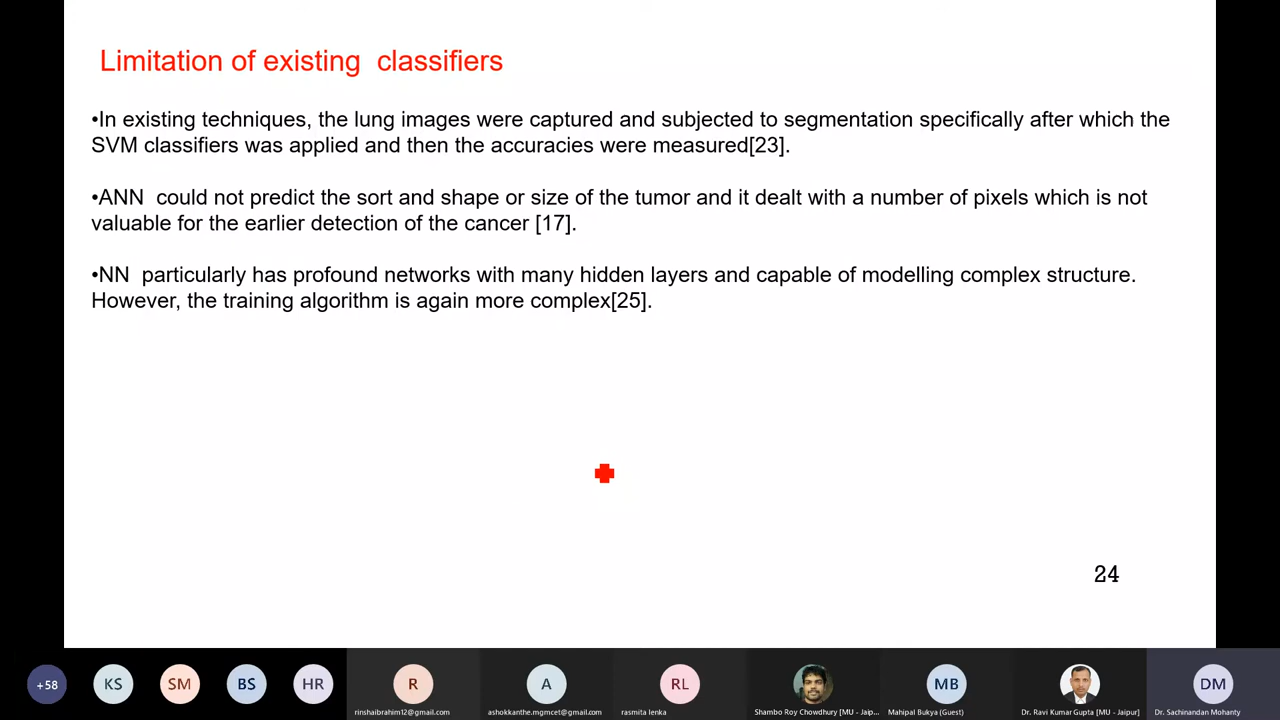 Limitation of existing classifiers
•In existing techniques, the lung images were captured and subjected to segmentation specifically after which the
SVM classifiers was applied and then the accuracies were measured[23].
•ANN could not predict the sort and shape or size of the tumor and it dealt with a number of pixels which is not
valuable for the earlier detection of the cancer [17].
•NN particularly has profound networks with many hidden layers and capable of modelling complex structure.
However, the training algorithm is again more complex[25].
24
+58
KS
SM
BS
HR
R
A
RL
MB
DM
rinshaibrahim12@gmail.com
ashokkanthe.mgmcet@gmail.com
rasmita lenka
Shambo Roy Chowdhury [MU - Jaip...
Mahipal Bukya (Guest)
Dr. Ravi Kumar Gupta [MU - Jaipur]
Dr. Sachinandan Mohanty